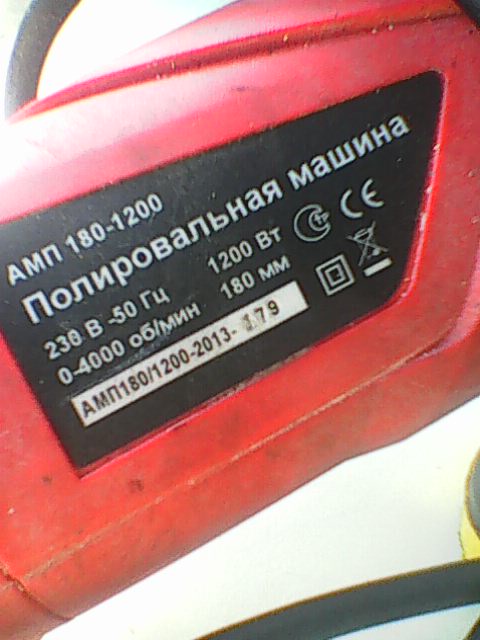 АМП 180-1200
Полировальная машина
230 В -50 Гц 1200 Вт
0-4000 об/мин 180 мм
АМП180/1200-2013- 179
CE